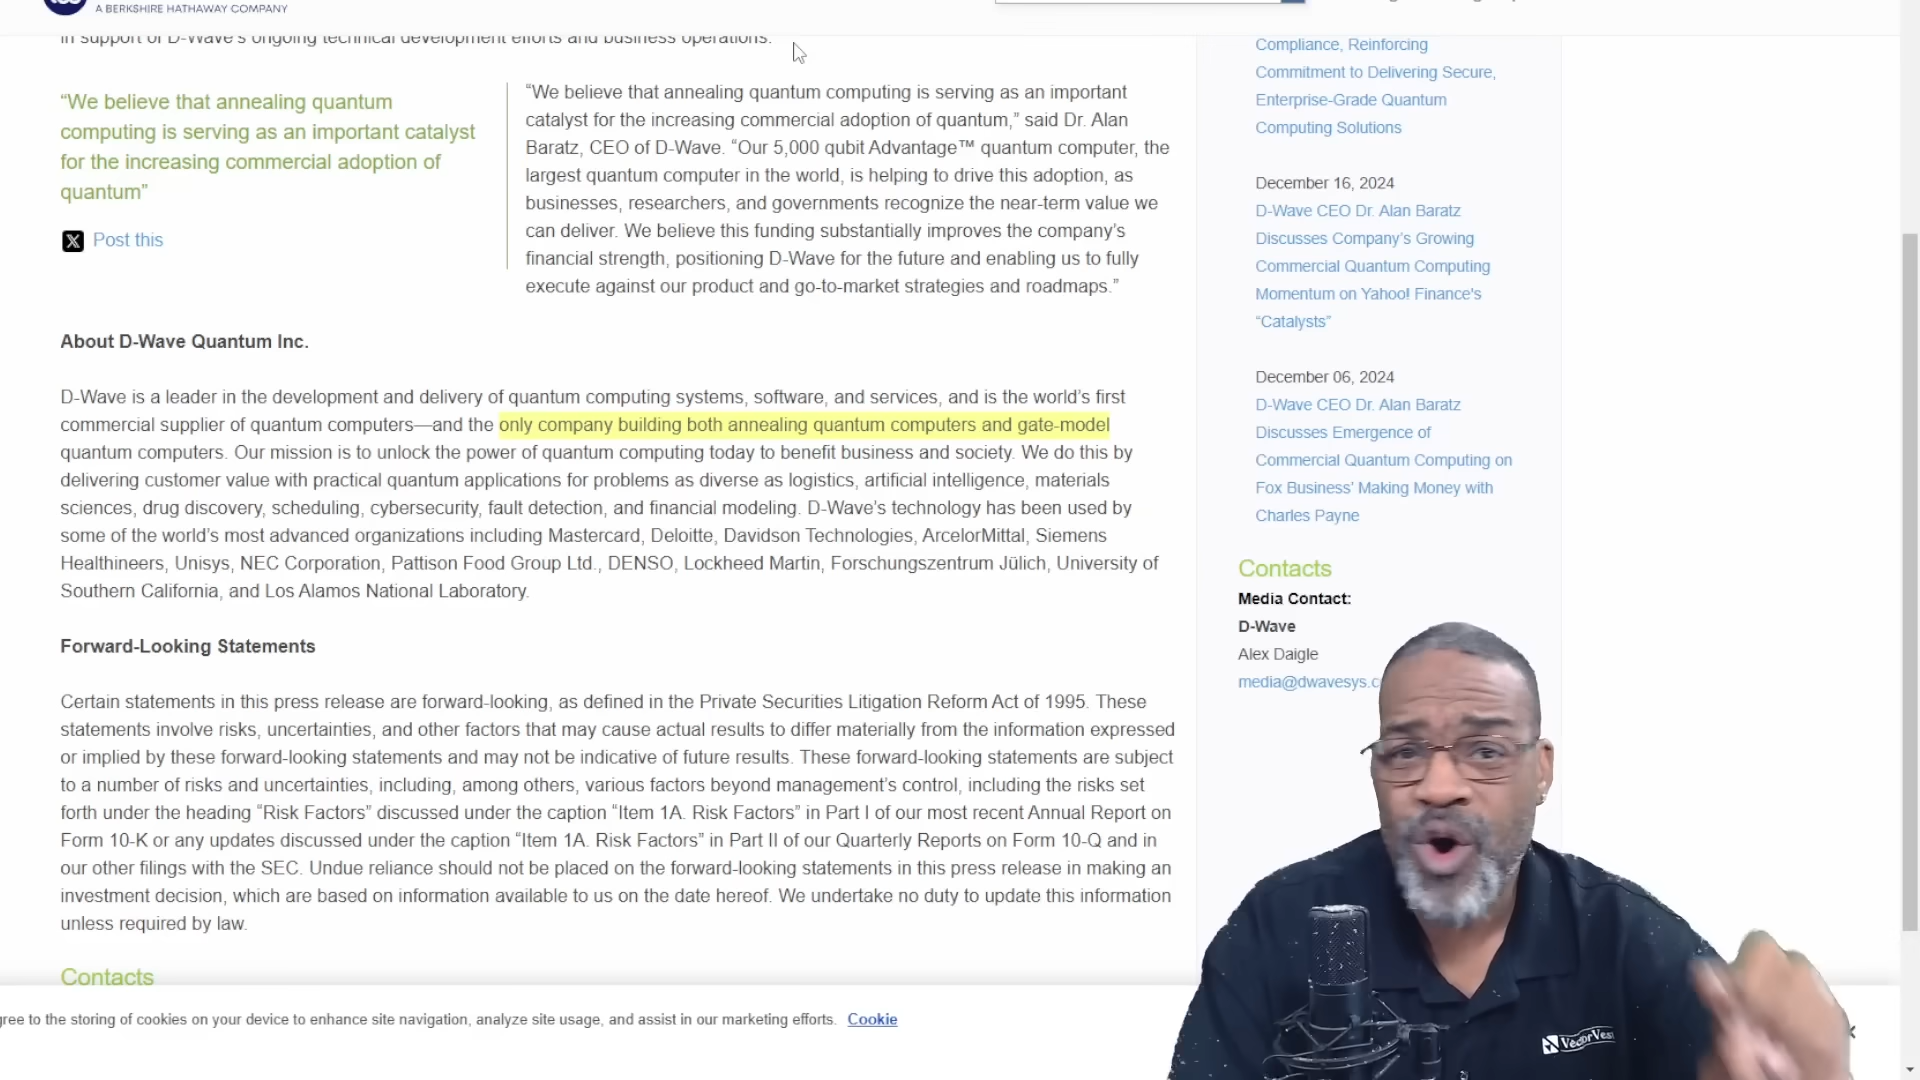 A BERKSHIRE HATHAWAY COMPANY
in support of D-Wave's ongoing technical development efforts and business operations.
“We believe that annealing quantum
computing is serving as an important catalyst
for the increasing commercial adoption of
quantum”
Post this
“We believe that annealing quantum computing is serving as an important
catalyst for the increasing commercial adoption of quantum,” said Dr. Alan
Baratz, CEO of D-Wave. “Our 5,000 qubit Advantage™ quantum computer, the
largest quantum computer in the world, is helping to drive this adoption, as
businesses, researchers, and governments recognize the near-term value we
can deliver. We believe this funding substantially improves the company’s
financial strength, positioning D-Wave for the future and enabling us to fully
execute against our product and go-to-market strategies and roadmaps.”
About D-Wave Quantum Inc.
D-Wave is a leader in the development and delivery of quantum computing systems, software, and services, and is the world’s first
commercial supplier of quantum computers—and the only company building both annealing quantum computers and gate-model
quantum computers. Our mission is to unlock the power of quantum computing today to benefit business and society. We do this by
delivering customer value with practical quantum applications for problems as diverse as logistics, artificial intelligence, materials
sciences, drug discovery, scheduling, cybersecurity, fault detection, and financial modeling. D-Wave’s technology has been used by
some of the world’s most advanced organizations including Mastercard, Deloitte, Davidson Technologies, ArcelorMittal, Siemens
Healthineers, Unisys, NEC Corporation, Pattison Food Group Ltd., DENSO, Lockheed Martin, Forschungszentrum Jülich, University of
Southern California, and Los Alamos National Laboratory.
Forward-Looking Statements
Certain statements in this press release are forward-looking, as defined in the Private Securities Litigation Reform Act of 1995. These
statements involve risks, uncertainties, and other factors that may cause actual results to differ materially from the information expressed
or implied by these forward-looking statements and may not be indicative of future results. These forward-looking statements are subject
to a number of risks and uncertainties, including, among others, various factors beyond management’s control, including the risks set
forth under the heading “Risk Factors” discussed under the caption “Item 1A. Risk Factors” in Part I of our most recent Annual Report on
Form 10-K or any updates discussed under the caption “Item 1A. Risk Factors” in Part II of our Quarterly Reports on Form 10-Q and in
our other filings with the SEC. Undue reliance should not be placed on the forward-looking statements in this press release in making an
investment decision, which are based on information available to us on the date hereof. We undertake no duty to update this information
unless required by law.
Contacts
Compliance, Reinforcing
Commitment to Delivering Secure,
Enterprise-Grade Quantum
Computing Solutions
December 16, 2024
D-Wave CEO Dr. Alan Baratz
Discusses Company’s Growing
Commercial Quantum Computing
Momentum on Yahoo! Finance's
“Catalysts”
December 06, 2024
D-Wave CEO Dr. Alan Baratz
Discusses Emergence of
Commercial Quantum Computing on
Fox Business’ Making Money with
Charles Payne
Contacts
Media Contact:
D-Wave
Alex Daigle
media@dwavesys.c
gree to the storing of cookies on your device to enhance site navigation, analyze site usage, and assist in our marketing efforts. Cookie
VectorVest